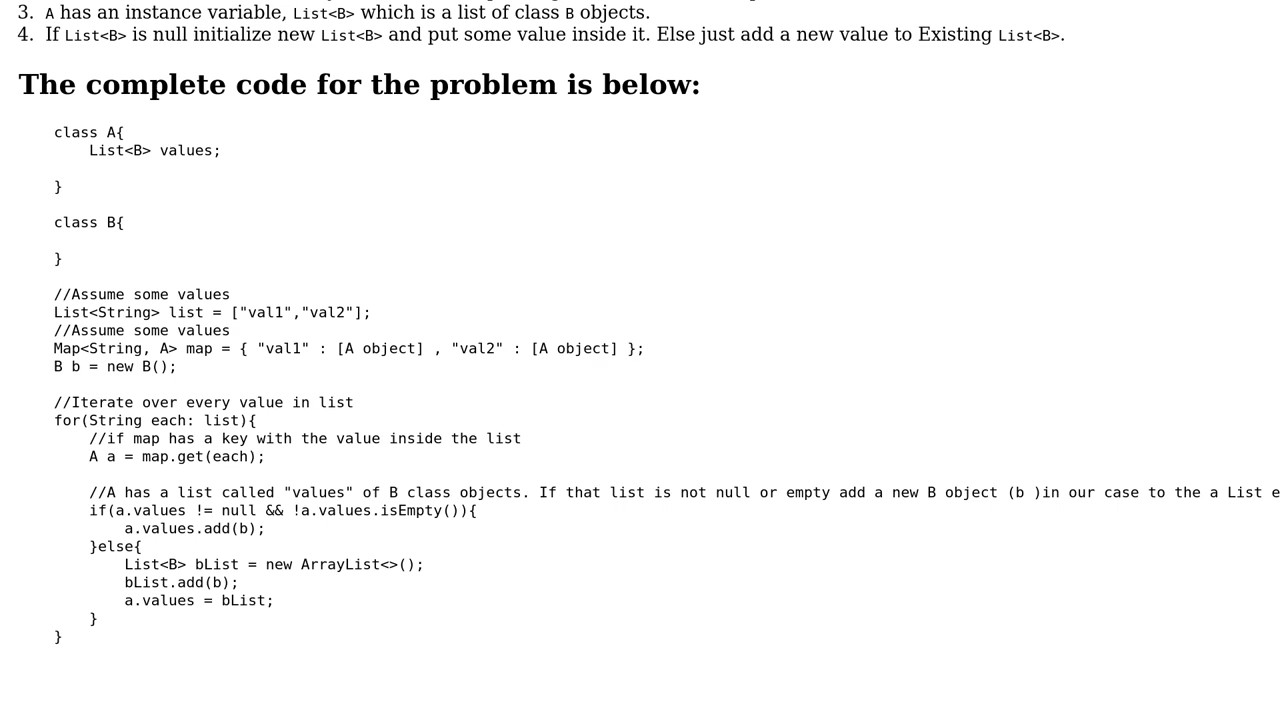 3. A has an instance variable, List<B> which is a list of class B objects.
4. If List<B> is null initialize new List<B> and put some value inside it. Else just add a new value to Existing List<B>.
The complete code for the problem is below:
class A{
    List<B> values;
}
class B{
}
//Assume some values
List<String> list = ["val1","val2"];
//Assume some values
Map<String, A> map = { "val1" : [A object] , "val2" : [A object] };
B b = new B();
//Iterate over every value in list
for(String each: list){
    //if map has a key with the value inside the list
    A a = map.get(each);
    //A has a list called "values" of B class objects. If that list is not null or empty add a new B object (b )in our case to the a List e
    if(a.values != null && !a.values.isEmpty()){
        a.values.add(b);
    }else{
        List<B> bList = new ArrayList<>();
        bList.add(b);
        a.values = bList;
    }
}